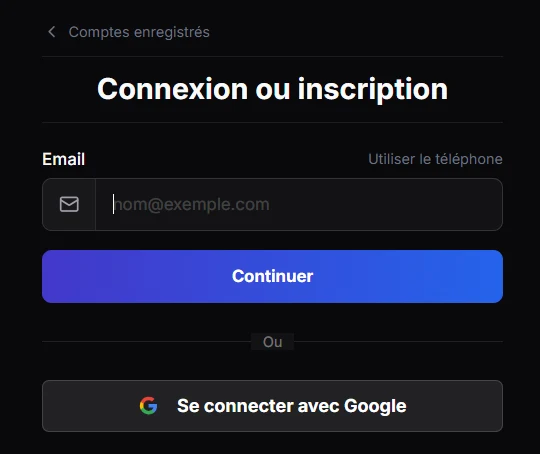 Comptes enregistrés
Connexion ou inscription
Email
Utiliser le téléphone
nom@exemple.com
Continuer
Ou
Se connecter avec Google